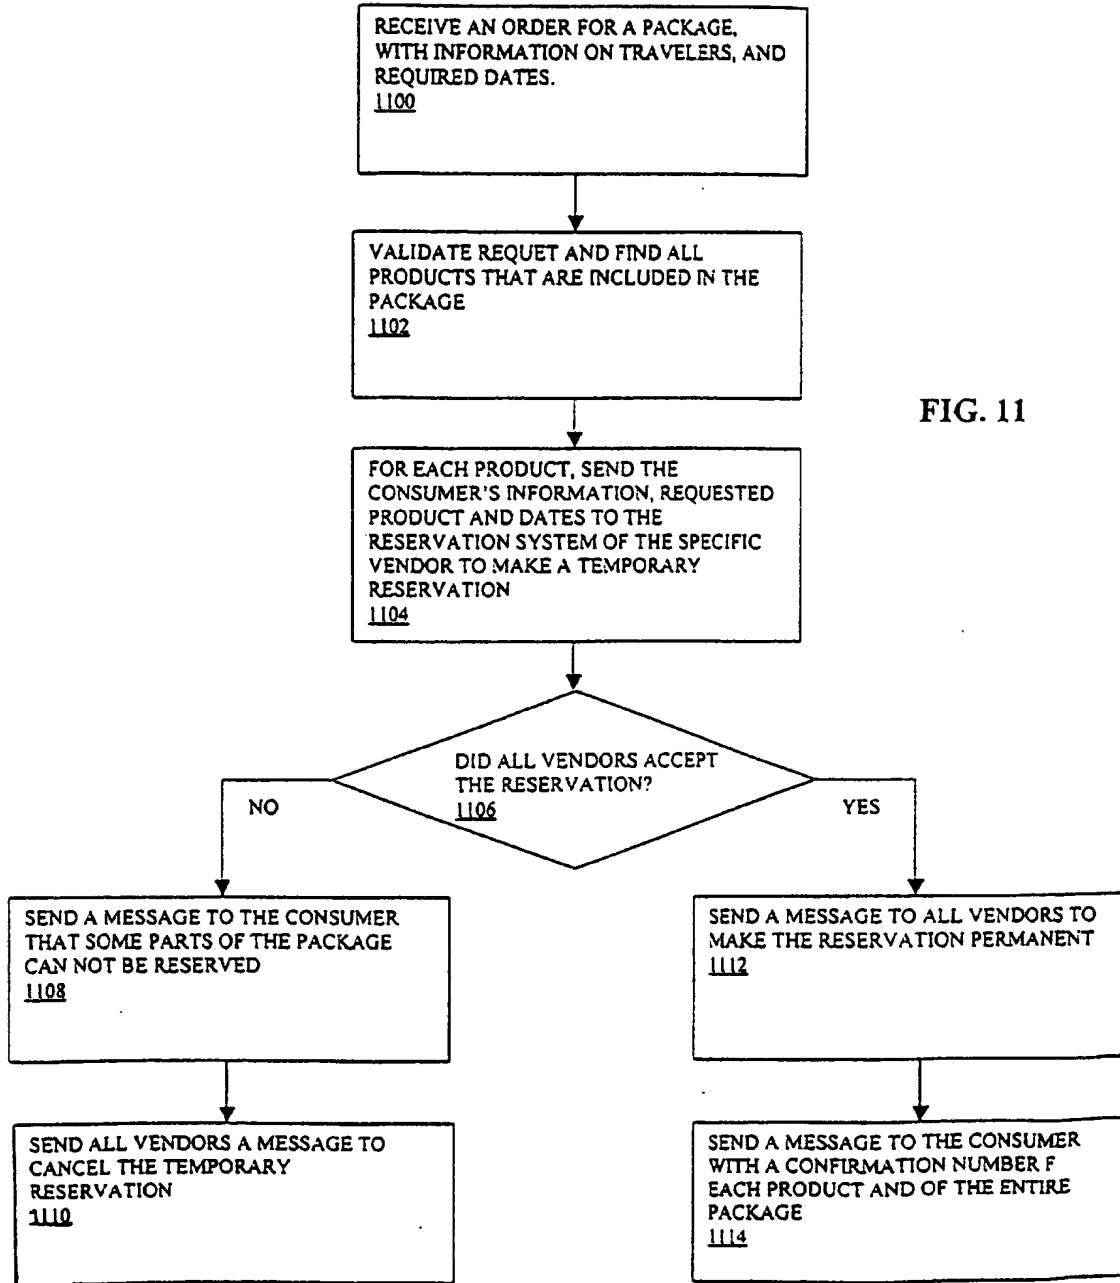 RECEIVE AN ORDER FOR A PACKAGE,
WITH INFORMATION ON TRAVELERS, AND
REQUIRED DATES.
1100
VALIDATE REQUET AND FIND ALL
PRODUCTS THAT ARE INCLUDED IN THE
PACKAGE
1102
FIG. 11
FOR EACH PRODUCT, SEND THE
CONSUMER'S INFORMATION, REQUESTED
PRODUCT AND DATES TO THE
RESERVATION SYSTEM OF THE SPECIFIC
VENDOR TO MAKE A TEMPORARY
RESERVATION
1104
DID ALL VENDORS ACCEPT
THE RESERVATION?
1106
NO
YES
SEND A MESSAGE TO THE CONSUMER
THAT SOME PARTS OF THE PACKAGE
CAN NOT BE RESERVED
1108
SEND A MESSAGE TO ALL VENDORS TO
MAKE THE RESERVATION PERMANENT
1112
SEND ALL VENDORS A MESSAGE TO
CANCEL THE TEMPORARY
RESERVATION
1110
SEND A MESSAGE TO THE CONSUMER
WITH A CONFIRMATION NUMBER F
EACH PRODUCT AND OF THE ENTIRE
PACKAGE
1114